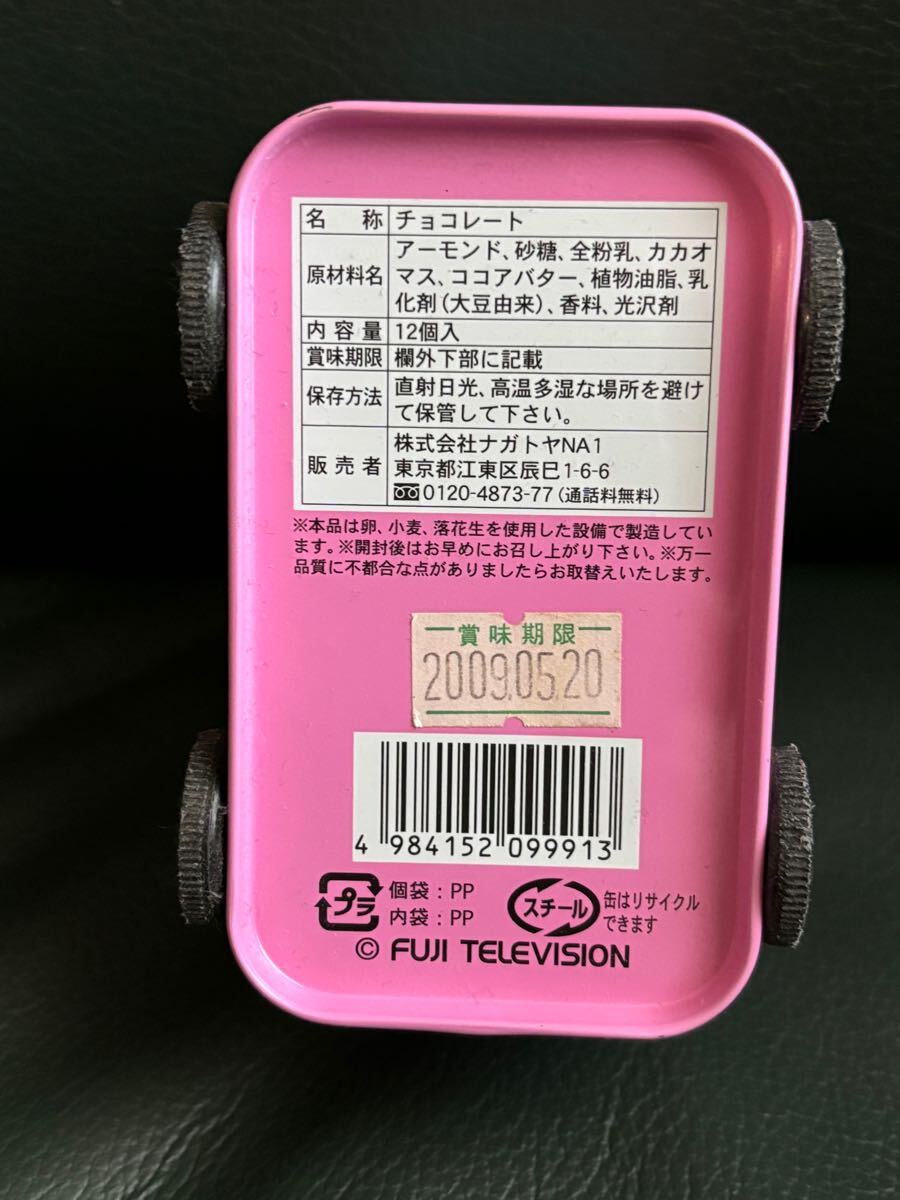 名 称 チョコレート
原材料名 アーモンド、砂糖、全粉乳、カカオ
マス、ココアバター、植物油脂、乳
化剤(大豆由来)、香料、光沢剤
内容量 12個入
賞味期限 欄外下部に記載
保存方法 直射日光、高温多湿な場所を避け
て保管して下さい。
販売者 株式会社ナガトヤNA1
東京都江東区辰巳1-6-6
0120-4873-77(通話料無料)
※本品は卵、小麦、落花生を使用した設備で製造してい
ます。※開封後はお早めにお召し上がり下さい。※万一
品質に不都合な点がありましたらお取替えいたします。
賞味期限
2009.05.20
4 984152 099913
プラ 個袋:PP
内袋:PP
スチール 缶はリサイクル
できます
© FUJI TELEVISION